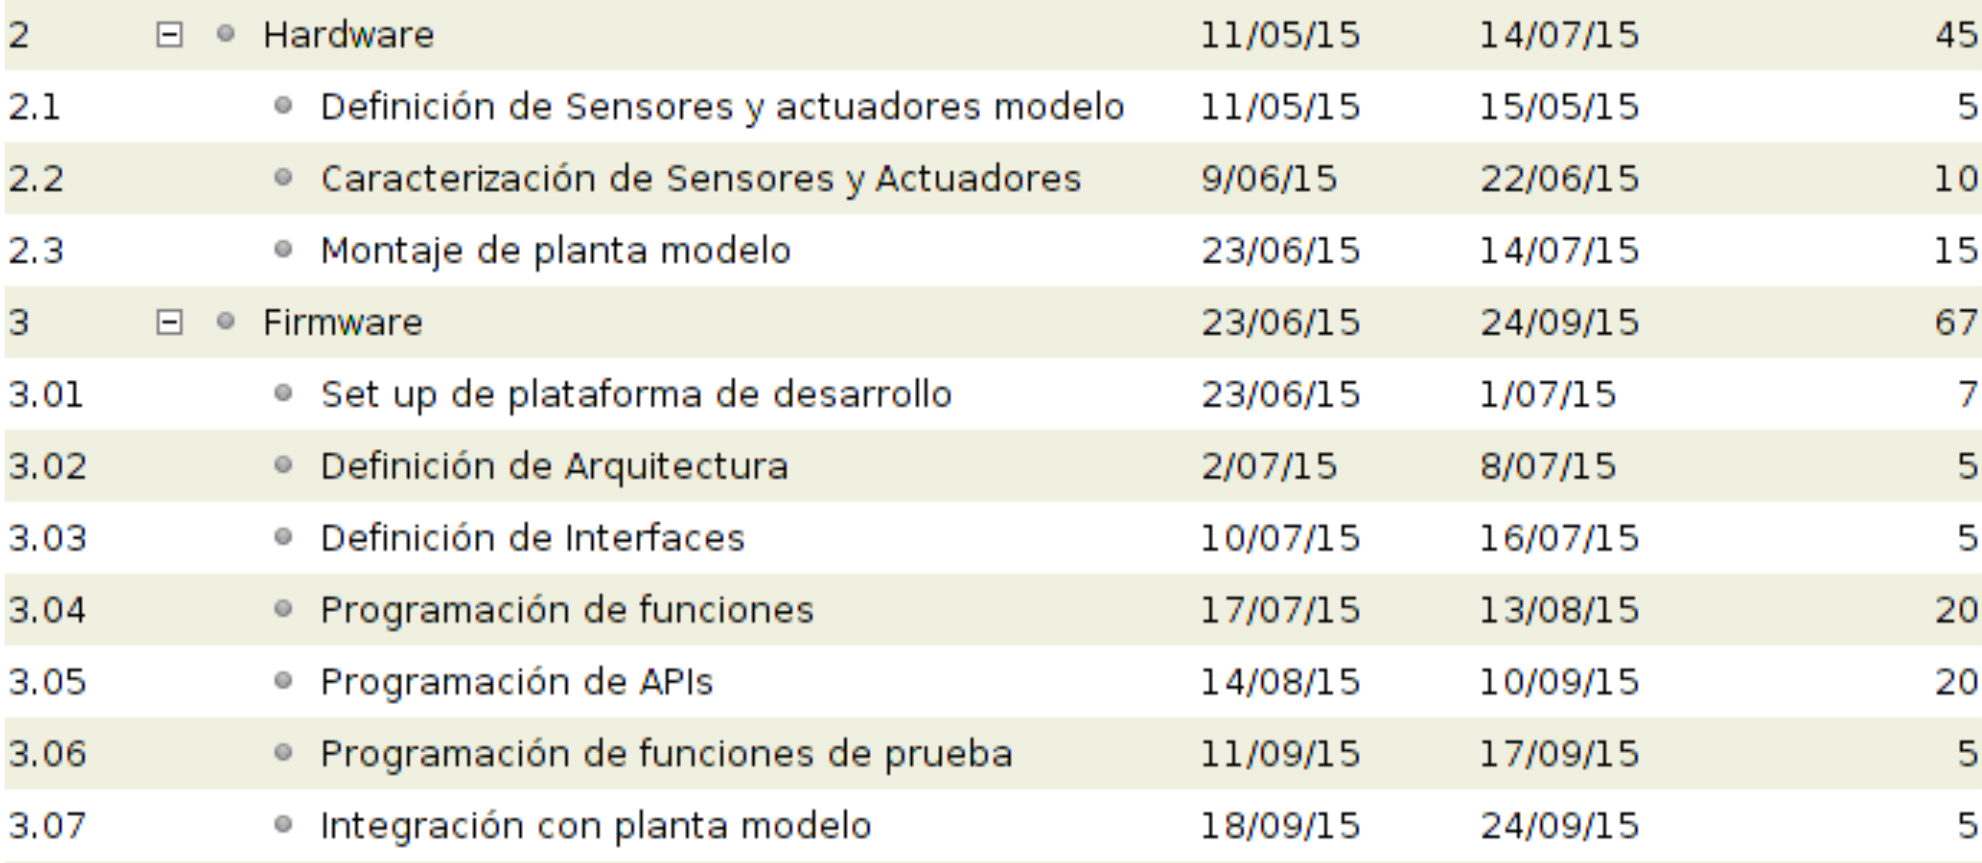 2 Hardware 11/05/15 14/07/15 45
2.1 Definición de Sensores y actuadores modelo 11/05/15 15/05/15 5
2.2 Caracterización de Sensores y Actuadores 9/06/15 22/06/15 10
2.3 Montaje de planta modelo 23/06/15 14/07/15 15
3 Firmware 23/06/15 24/09/15 67
3.01 Set up de plataforma de desarrollo 23/06/15 1/07/15 7
3.02 Definición de Arquitectura 2/07/15 8/07/15 5
3.03 Definición de Interfaces 10/07/15 16/07/15 5
3.04 Programación de funciones 17/07/15 13/08/15 20
3.05 Programación de APIs 14/08/15 10/09/15 20
3.06 Programación de funciones de prueba 11/09/15 17/09/15 5
3.07 Integración con planta modelo 18/09/15 24/09/15 5